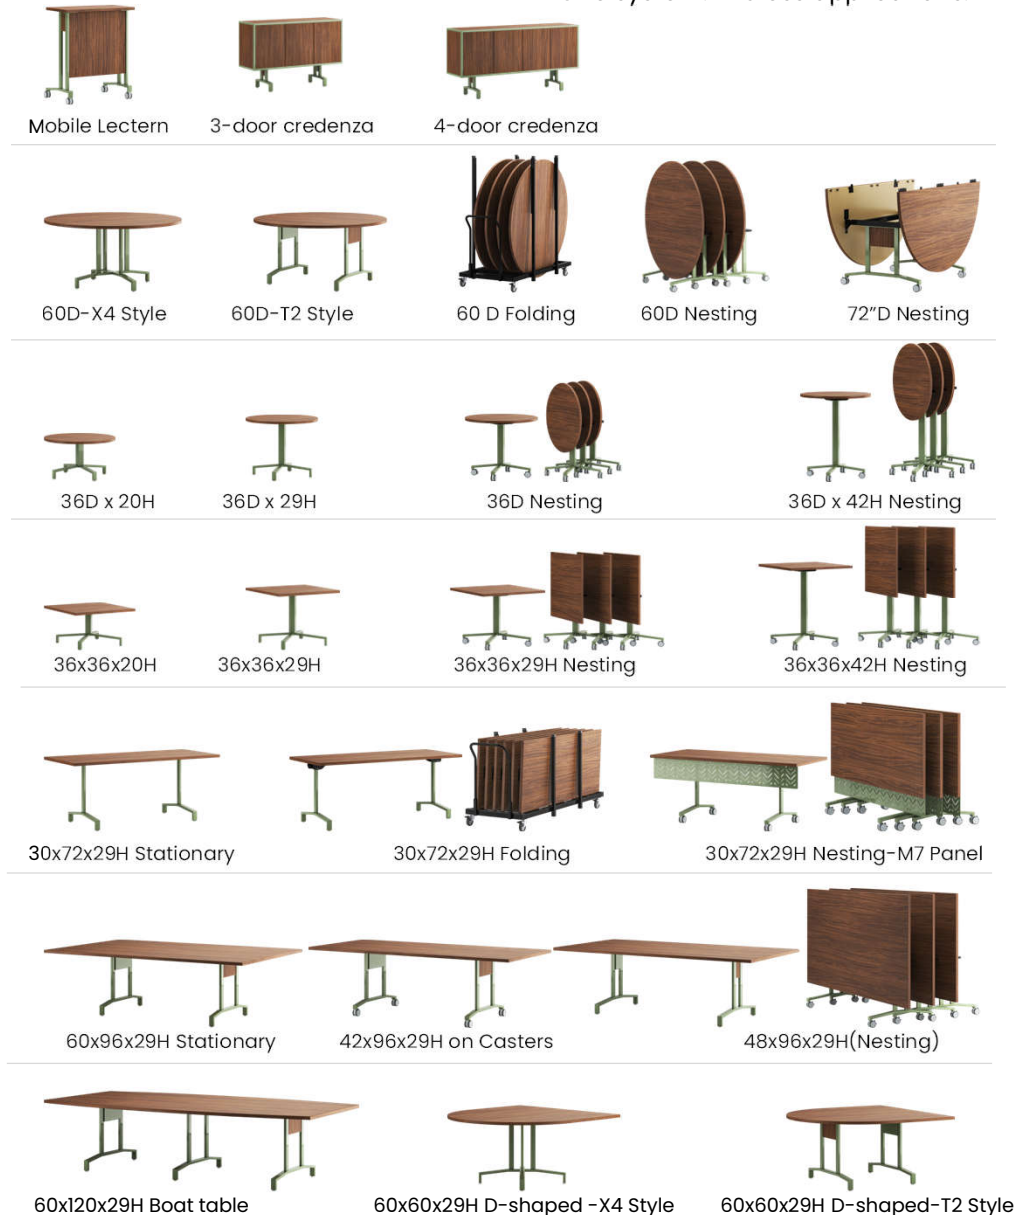 Mobile Lectern
3-door credenza
4-door credenza
60D-X4 Style
60D-T2 Style
60 D Folding
60D Nesting
72”D Nesting
36D x 20H
36D x 29H
36D Nesting
36D x 42H Nesting
36x36x20H
36x36x29H
36x36x29H Nesting
36x36x42H Nesting
30x72x29H Stationary
30x72x29H Folding
30x72x29H Nesting-M7 Panel
60x96x29H Stationary
42x96x29H on Casters
48x96x29H(Nesting)
60x120x29H Boat table
60x60x29H D-shaped -X4 Style
60x60x29H D-shaped-T2 Style